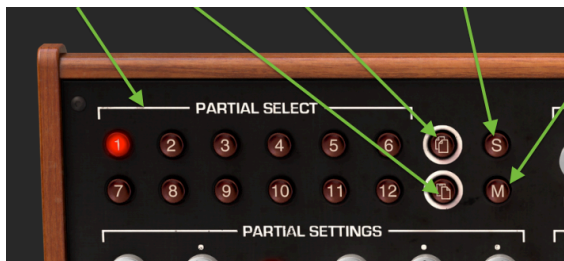 PARTIAL SELECT
1 2 3 4 5 6 S
7 8 9 10 11 12 M
PARTIAL SETTINGS